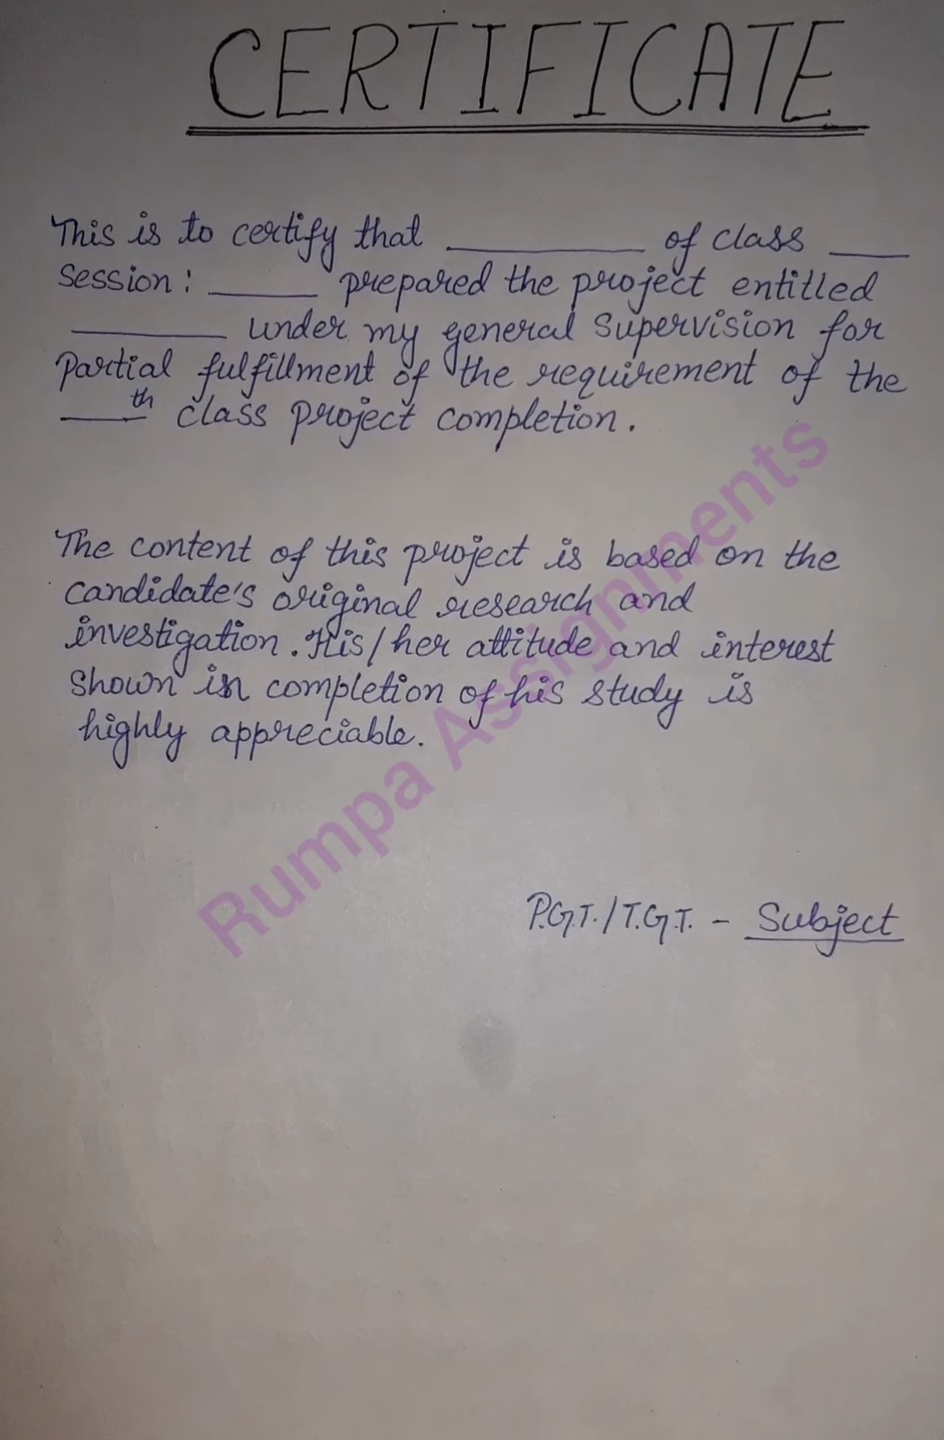 CERTIFICATE
This is to certify that __________ of class ____
Session: _____ prepared the project entitled
________ under my general supervision for
Partial fulfillment of the requirement of the
____th class project completion.
The content of this project is based on the
candidate's original research and
investigation. His/her attitude and interest
shown in completion of his study is
highly appreciable.
P.G.T./T.G.T. - Subject
Rumpa Assignments